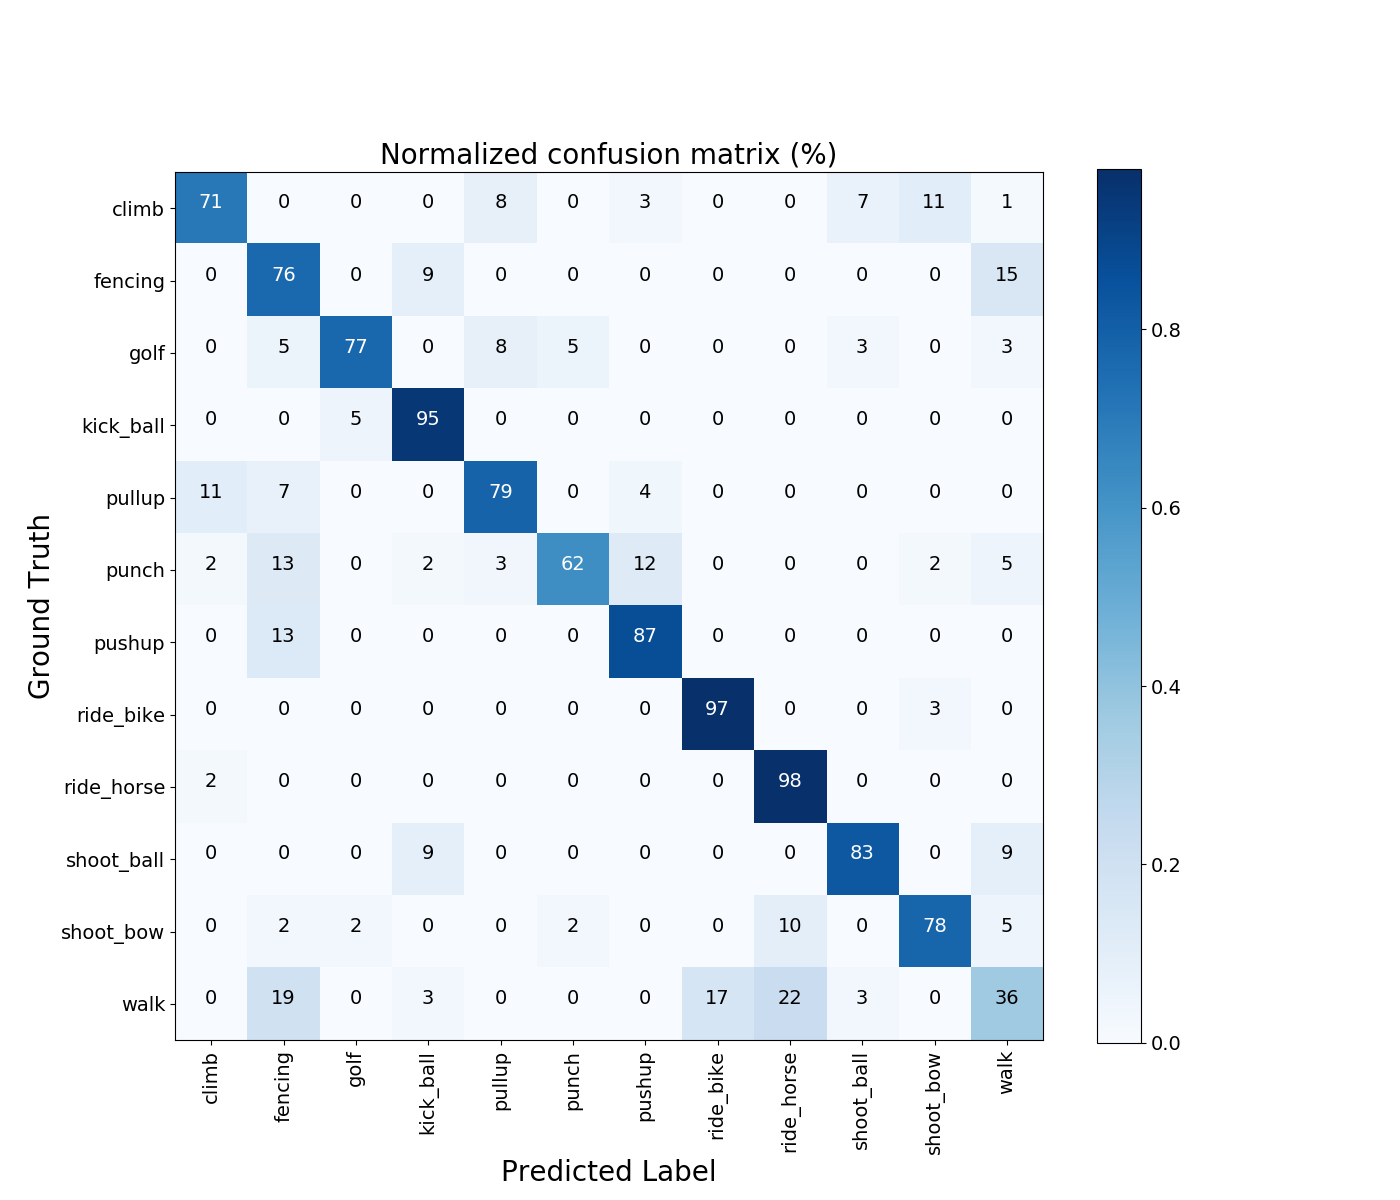 Normalized confusion matrix (%)
climb 71 0 0 0 8 0 3 0 0 7 11 1
fencing 0 76 0 9 0 0 0 0 0 0 0 15
golf 0 5 77 0 8 5 0 0 0 3 0 3
kick_ball 0 0 5 95 0 0 0 0 0 0 0 0
pullup 11 7 0 0 79 0 4 0 0 0 0 0
punch 2 13 0 2 3 62 12 0 0 0 2 5
pushup 0 13 0 0 0 0 87 0 0 0 0 0
ride_bike 0 0 0 0 0 0 0 97 0 0 3 0
ride_horse 2 0 0 0 0 0 0 0 98 0 0 0
shoot_ball 0 0 0 9 0 0 0 0 0 83 0 9
shoot_bow 0 2 2 0 0 2 0 0 10 0 78 5
walk 0 19 0 3 0 0 0 17 22 3 0 36
climb fencing golf kick_ball pullup punch pushup ride_bike ride_horse shoot_ball shoot_bow walk
Predicted Label
Ground Truth
0.8
0.6
0.4
0.2
0.0